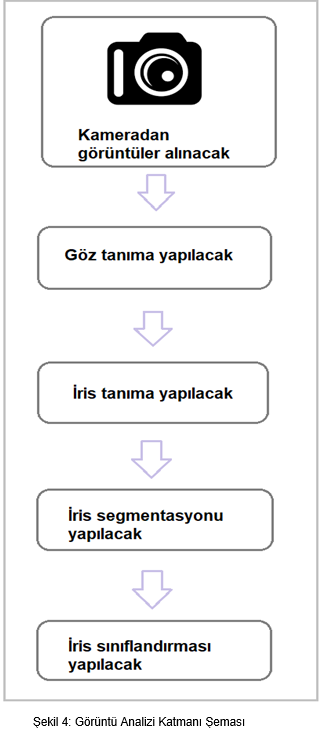 Kameradan
görüntüler alınacak
Göz tanıma yapılacak
İris tanıma yapılacak
İris segmentasyonu
yapılacak
İris sınıflandırması
yapılacak
Şekil 4: Görüntü Analizi Katmanı Şeması